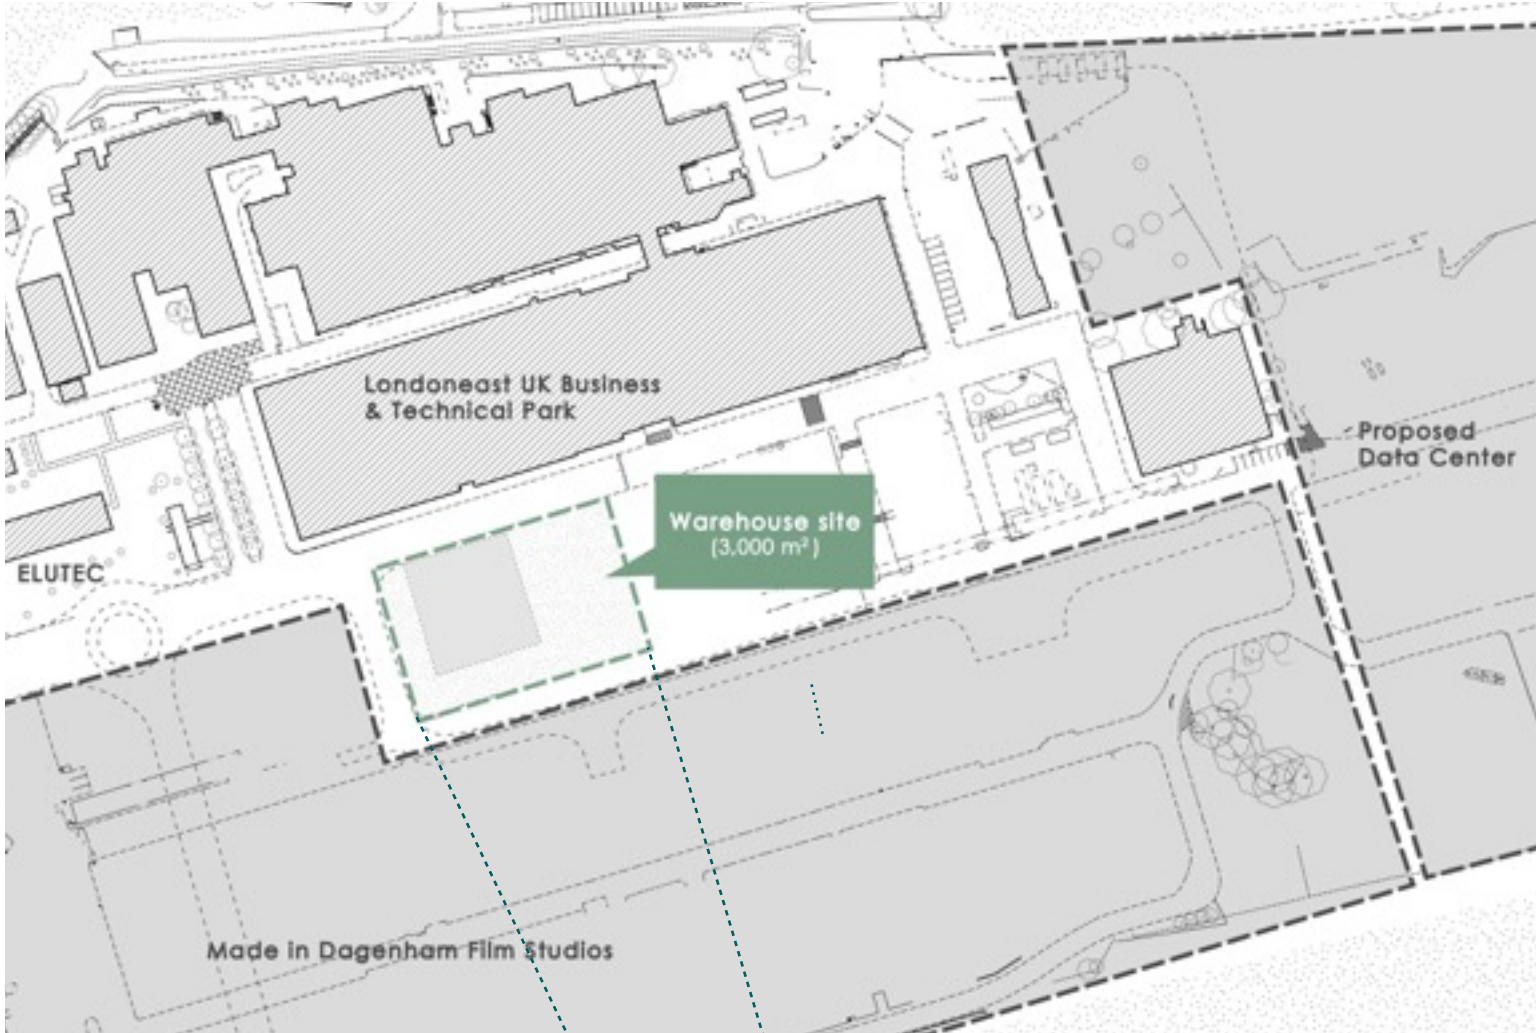 Londoneast UK Business
& Technical Park
Proposed
Data Center
Warehouse site
(3,000 m²)
ELUTEC
Made in Dagenham Film Studios